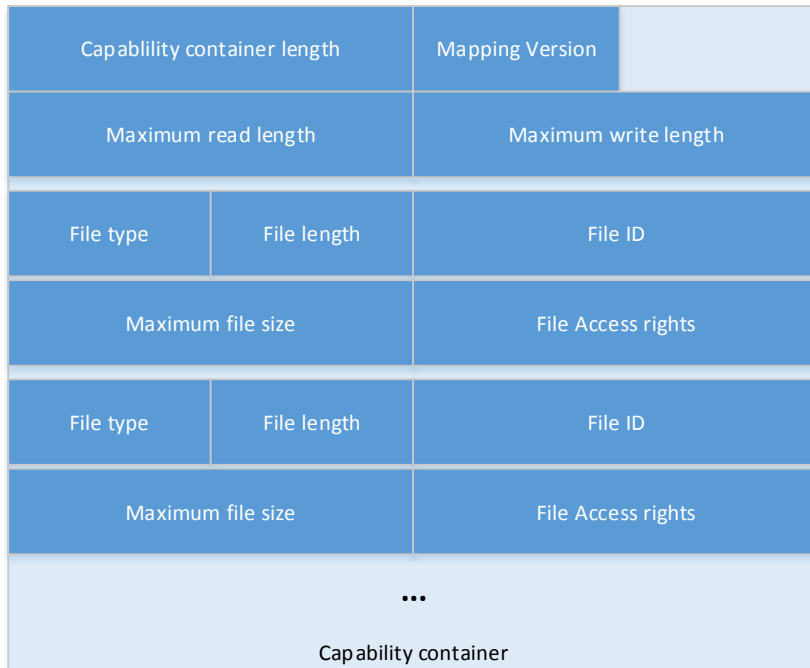 Capablility container length Mapping Version
Maximum read length Maximum write length
File type File length File ID
Maximum file size File Access rights
File type File length File ID
Maximum file size File Access rights
...
Capability container